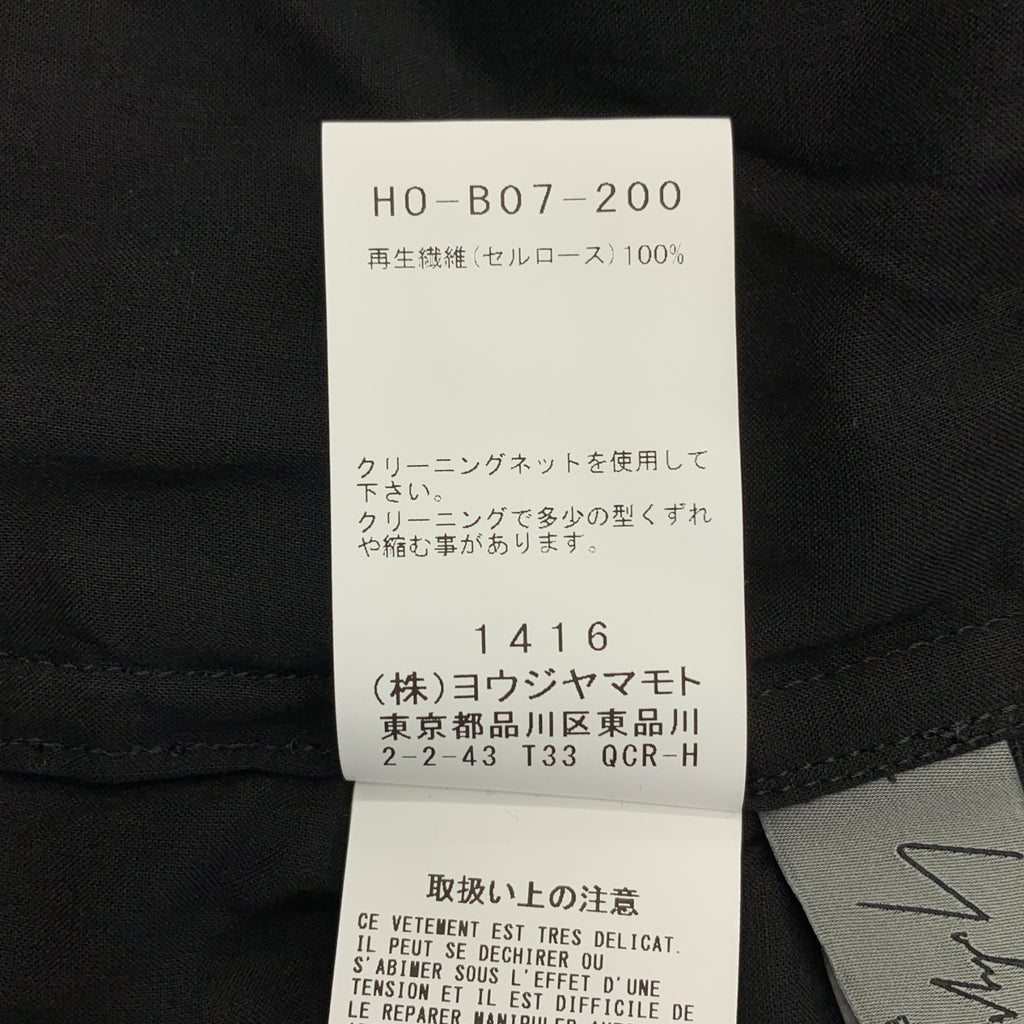 HO-B07-200
再生繊維(セルロース)100%
クリーニングネットを使用して
下さい。
クリーニングで多少の型くずれ
や縮む事があります。
1416
(株)ヨウジヤマモト
東京都品川区東品川
2-2-43 T33 QCR-H
取扱い上の注意
CE VETEMENT EST TRES DELICAT.
IL PEUT SE DECHIRER OU
S'ABIMER SOUS L'EFFET D'UNE
TENSION ET IL EST DIFFICILE DE
LE REPARER MANIPULER